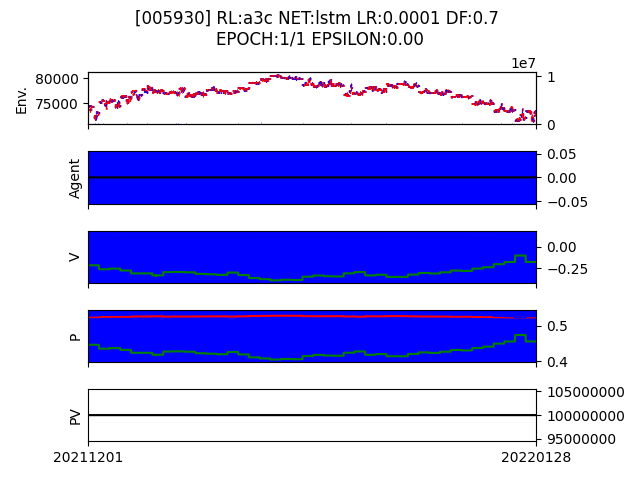 [005930] RL:a3c NET:lstm LR:0.0001 DF:0.7
EPOCH:1/1 EPSILON:0.00
1e7
80000
75000
Env.
1
0
Agent
0.05
0.00
−0.05
V
0.00
−0.25
P
0.5
0.4
PV
105000000
100000000
95000000
20211201
20220128